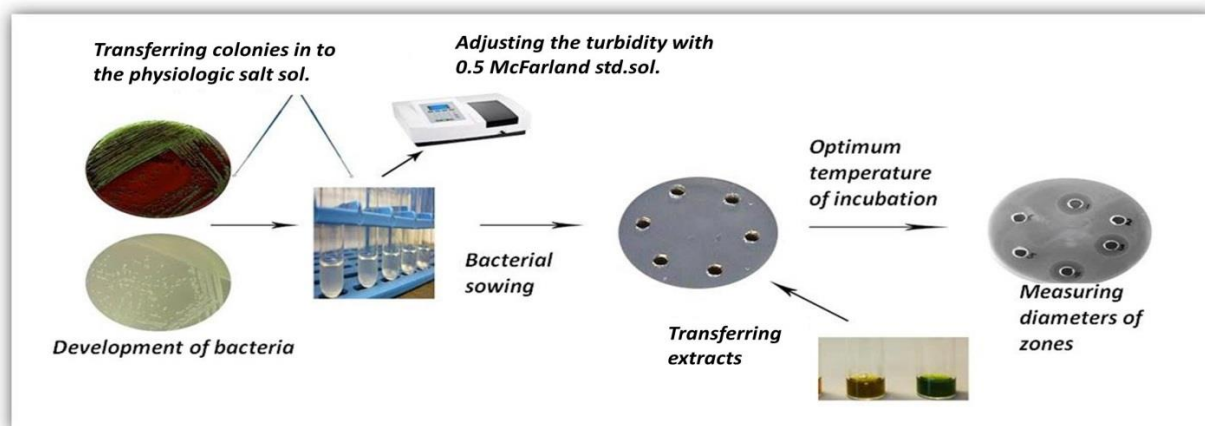 Transferring colonies in to
the physiologic salt sol.
Adjusting the turbidity with
0.5 McFarland std.sol.
Development of bacteria
Bacterial
sowing
Transferring
extracts
Optimum
temperature
of incubation
Measuring
diameters of
zones